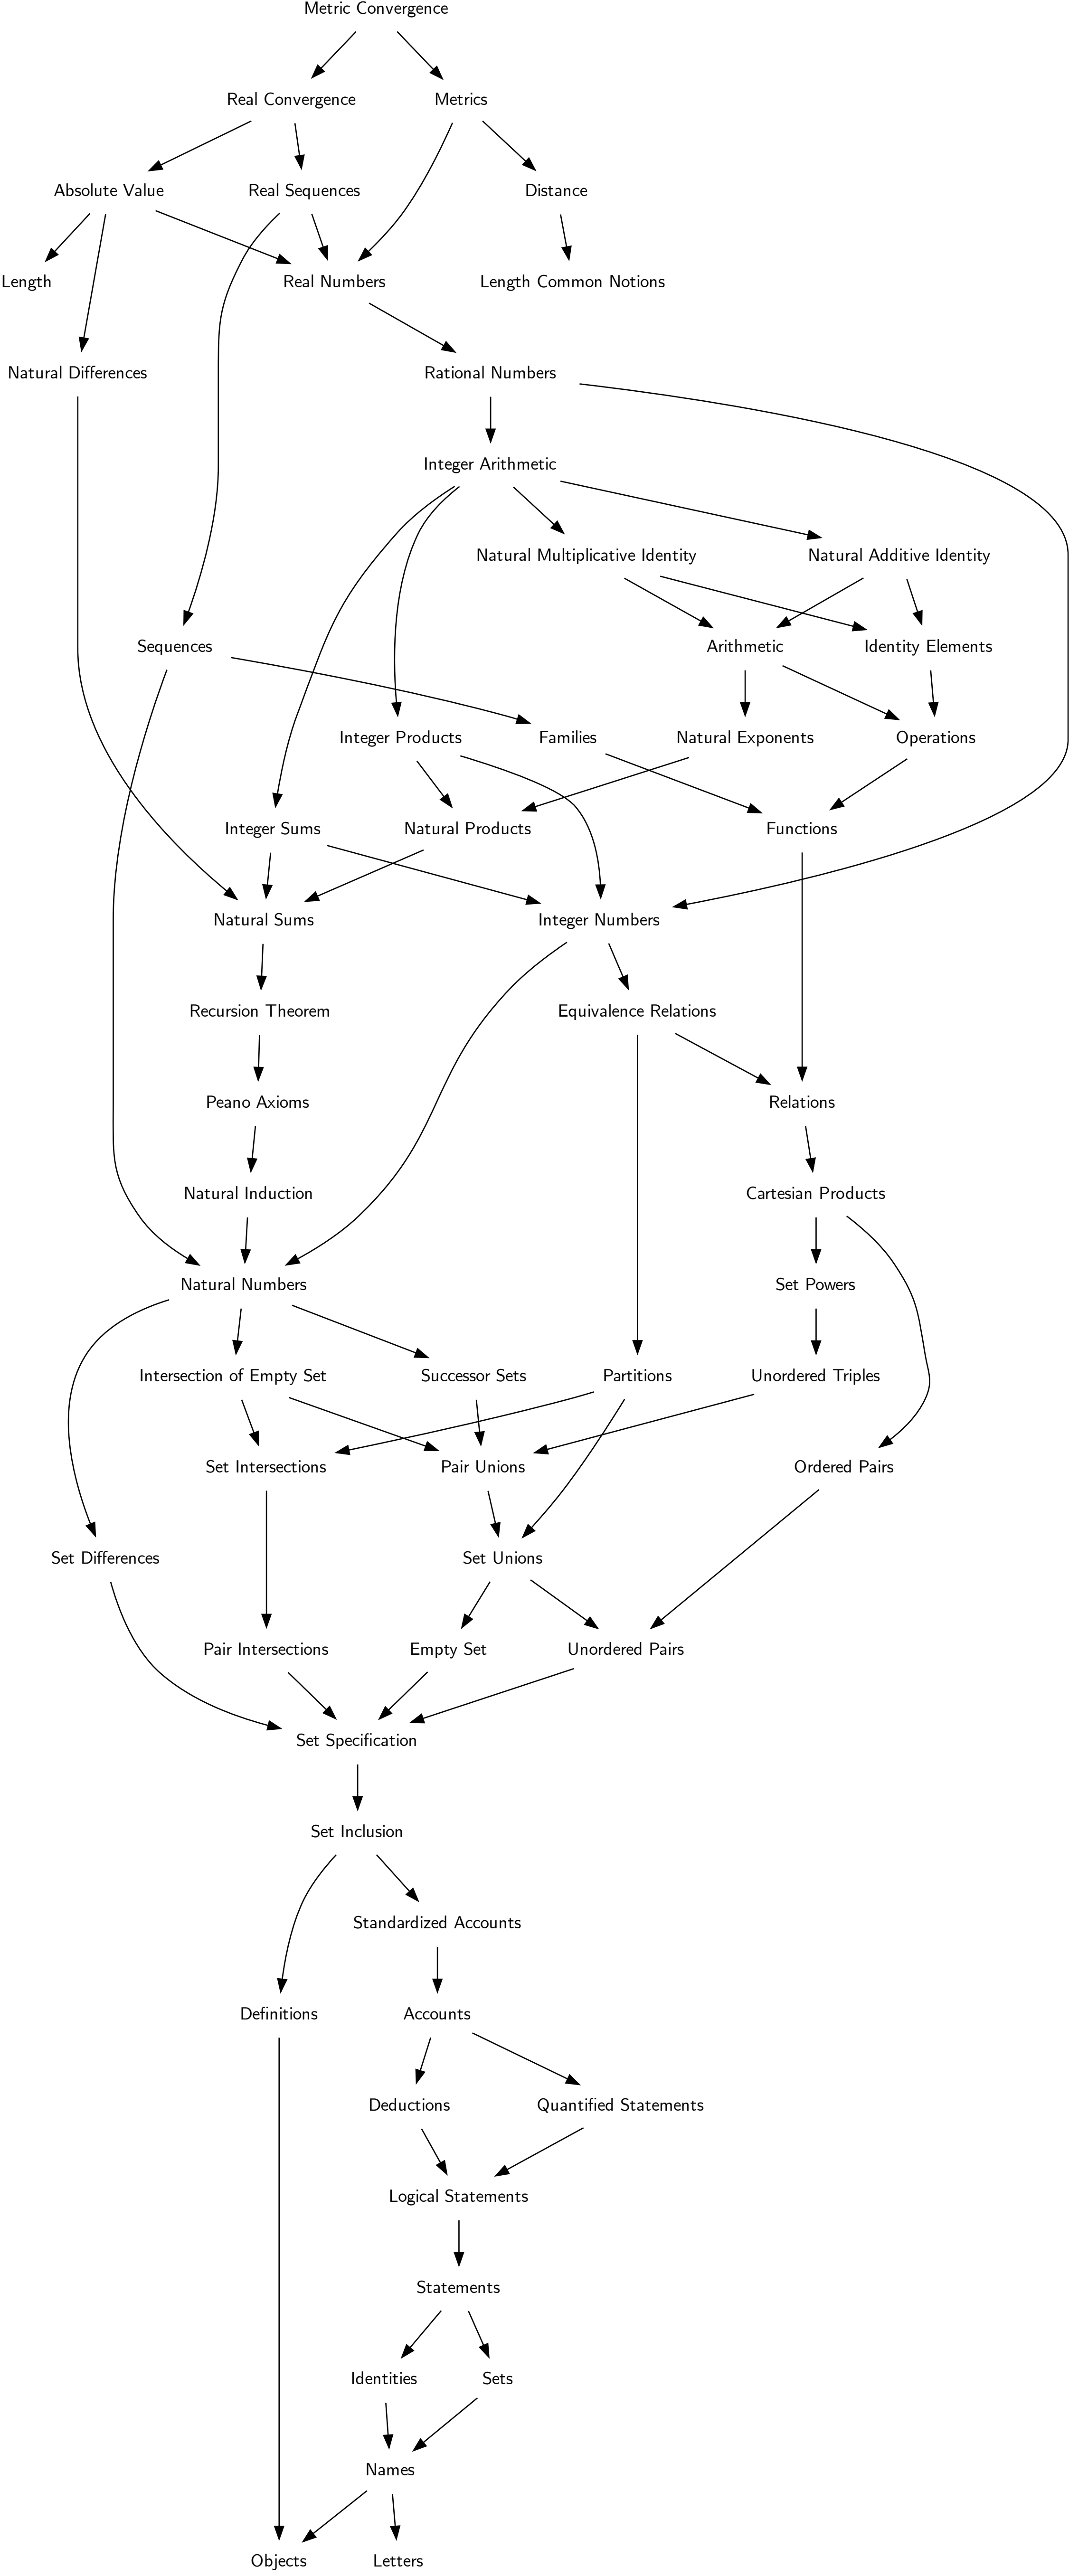 Metric Convergence
Real Convergence
Metrics
Absolute Value
Real Sequences
Distance
Length
Real Numbers
Length Common Notions
Natural Differences
Rational Numbers
Integer Arithmetic
Natural Multiplicative Identity
Natural Additive Identity
Sequences
Arithmetic
Identity Elements
Integer Products
Families
Natural Exponents
Operations
Integer Sums
Natural Products
Functions
Natural Sums
Integer Numbers
Recursion Theorem
Equivalence Relations
Peano Axioms
Relations
Natural Induction
Cartesian Products
Natural Numbers
Set Powers
Intersection of Empty Set
Successor Sets
Partitions
Unordered Triples
Set Intersections
Pair Unions
Ordered Pairs
Set Differences
Set Unions
Pair Intersections
Empty Set
Unordered Pairs
Set Specification
Set Inclusion
Standardized Accounts
Definitions
Accounts
Deductions
Quantified Statements
Logical Statements
Statements
Identities
Sets
Names
Objects
Letters